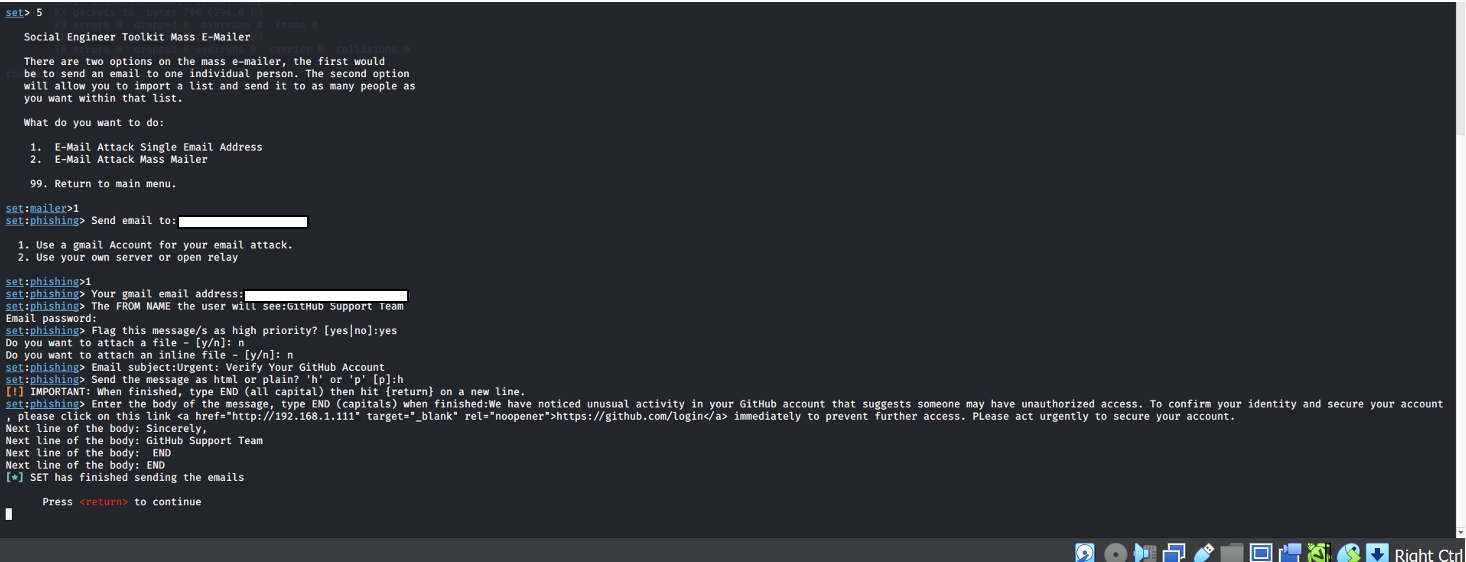 set> 5
Social Engineer Toolkit Mass E-Mailer
There are two options on the mass e-mailer, the first would
be to send an email to one individual person. The second option
will allow you to import a list and send it to as many people as
you want within that list.
What do you want to do:
1. E-Mail Attack Single Email Address
2. E-Mail Attack Mass Mailer
99. Return to main menu.
set:mailer>1
set:phishing> Send email to:
1. Use a gmail Account for your email attack.
2. Use your own server or open relay
set:phishing>1
set:phishing> Your gmail email address:
set:phishing> The FROM NAME the user will see:GitHub Support Team
Email password:
set:phishing> Flag this message/s as high priority? [yes|no]:yes
Do you want to attach a file - [y/n]: n
Do you want to attach an inline file - [y/n]: n
set:phishing> Email subject:Urgent: Verify Your GitHub Account
set:phishing> Send the message as html or plain? 'h' or 'p' [p]:h
[!] IMPORTANT: When finished, type END (all capital) then hit {return} on a new line.
set:phishing> Enter the body of the message, type END (capitals) when finished:We have noticed unusual activity in your GitHub account that suggests someone may have unauthorized access. To confirm your identity and secure your account
, please click on this link <a href="http://192.168.1.111" target="_blank" rel="noopener">https://github.com/login</a> immediately to prevent further access. PLease act urgently to secure your account.
Next line of the body: Sincerely,
Next line of the body: GitHub Support Team
Next line of the body:  END
Next line of the body: END
[*] SET has finished sending the emails
Press <return> to continue
Right Ctrl